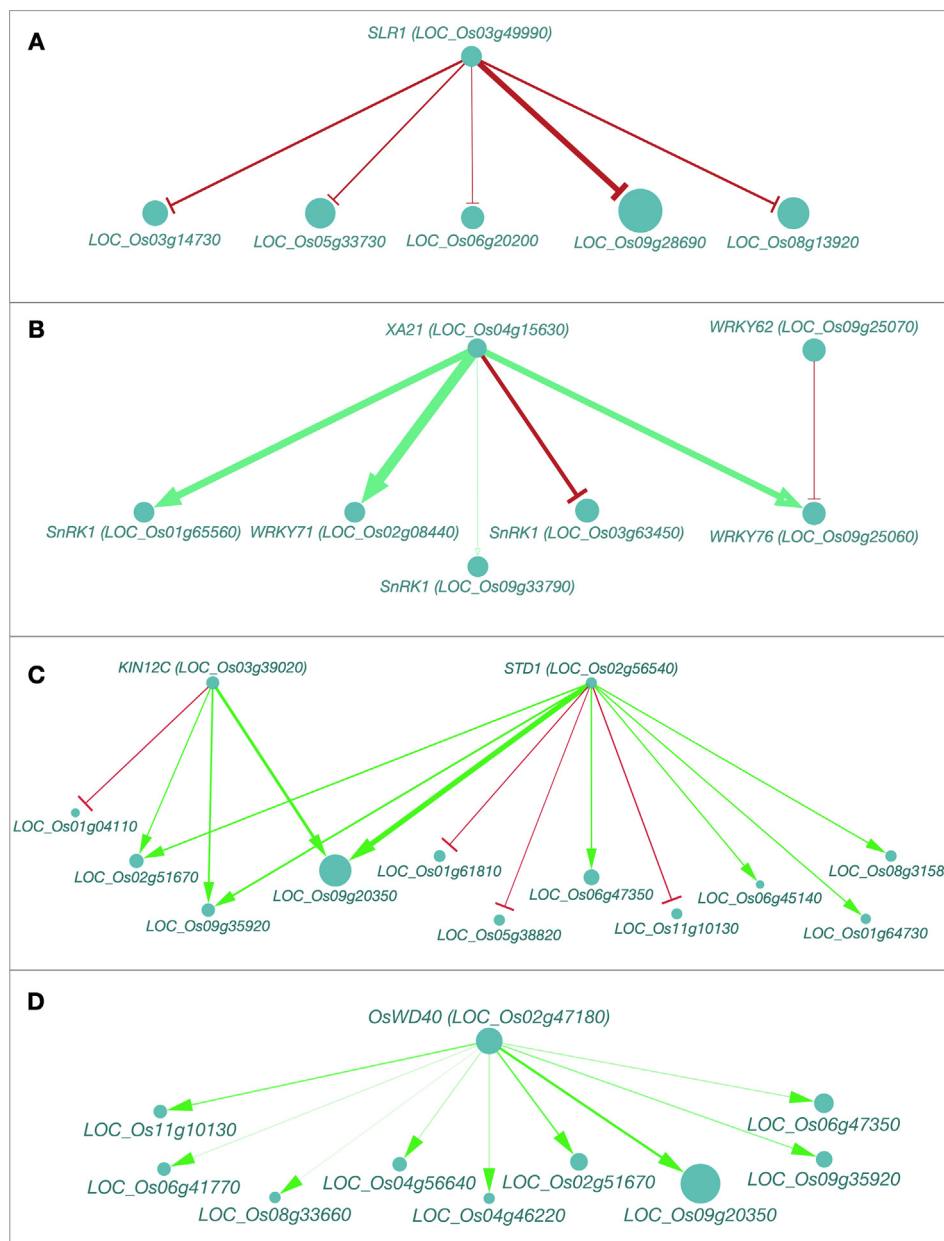 A
SLR1 (LOC_Os03g49990)
LOC_Os03g14730
LOC_Os05g33730
LOC_Os06g20200
LOC_Os09g28690
LOC_Os08g13920
B
XA21 (LOC_Os04g15630)
WRKY62 (LOC_Os09g25070)
SnRK1 (LOC_Os01g65560)
WRKY71 (LOC_Os02g08440)
SnRK1 (LOC_Os03g63450)
WRKY76 (LOC_Os09g25060)
SnRK1 (LOC_Os09g33790)
C
KIN12C (LOC_Os03g39020)
STD1 (LOC_Os02g56540)
LOC_Os01g04110
LOC_Os02g51670
LOC_Os09g20350
LOC_Os09g35920
LOC_Os01g61810
LOC_Os05g38820
LOC_Os06g47350
LOC_Os11g10130
LOC_Os06g45140
LOC_Os01g64730
LOC_Os08g3158
D
OsWD40 (LOC_Os02g47180)
LOC_Os11g10130
LOC_Os06g41770
LOC_Os08g33660
LOC_Os04g56640
LOC_Os04g46220
LOC_Os02g51670
LOC_Os09g20350
LOC_Os09g35920
LOC_Os06g47350